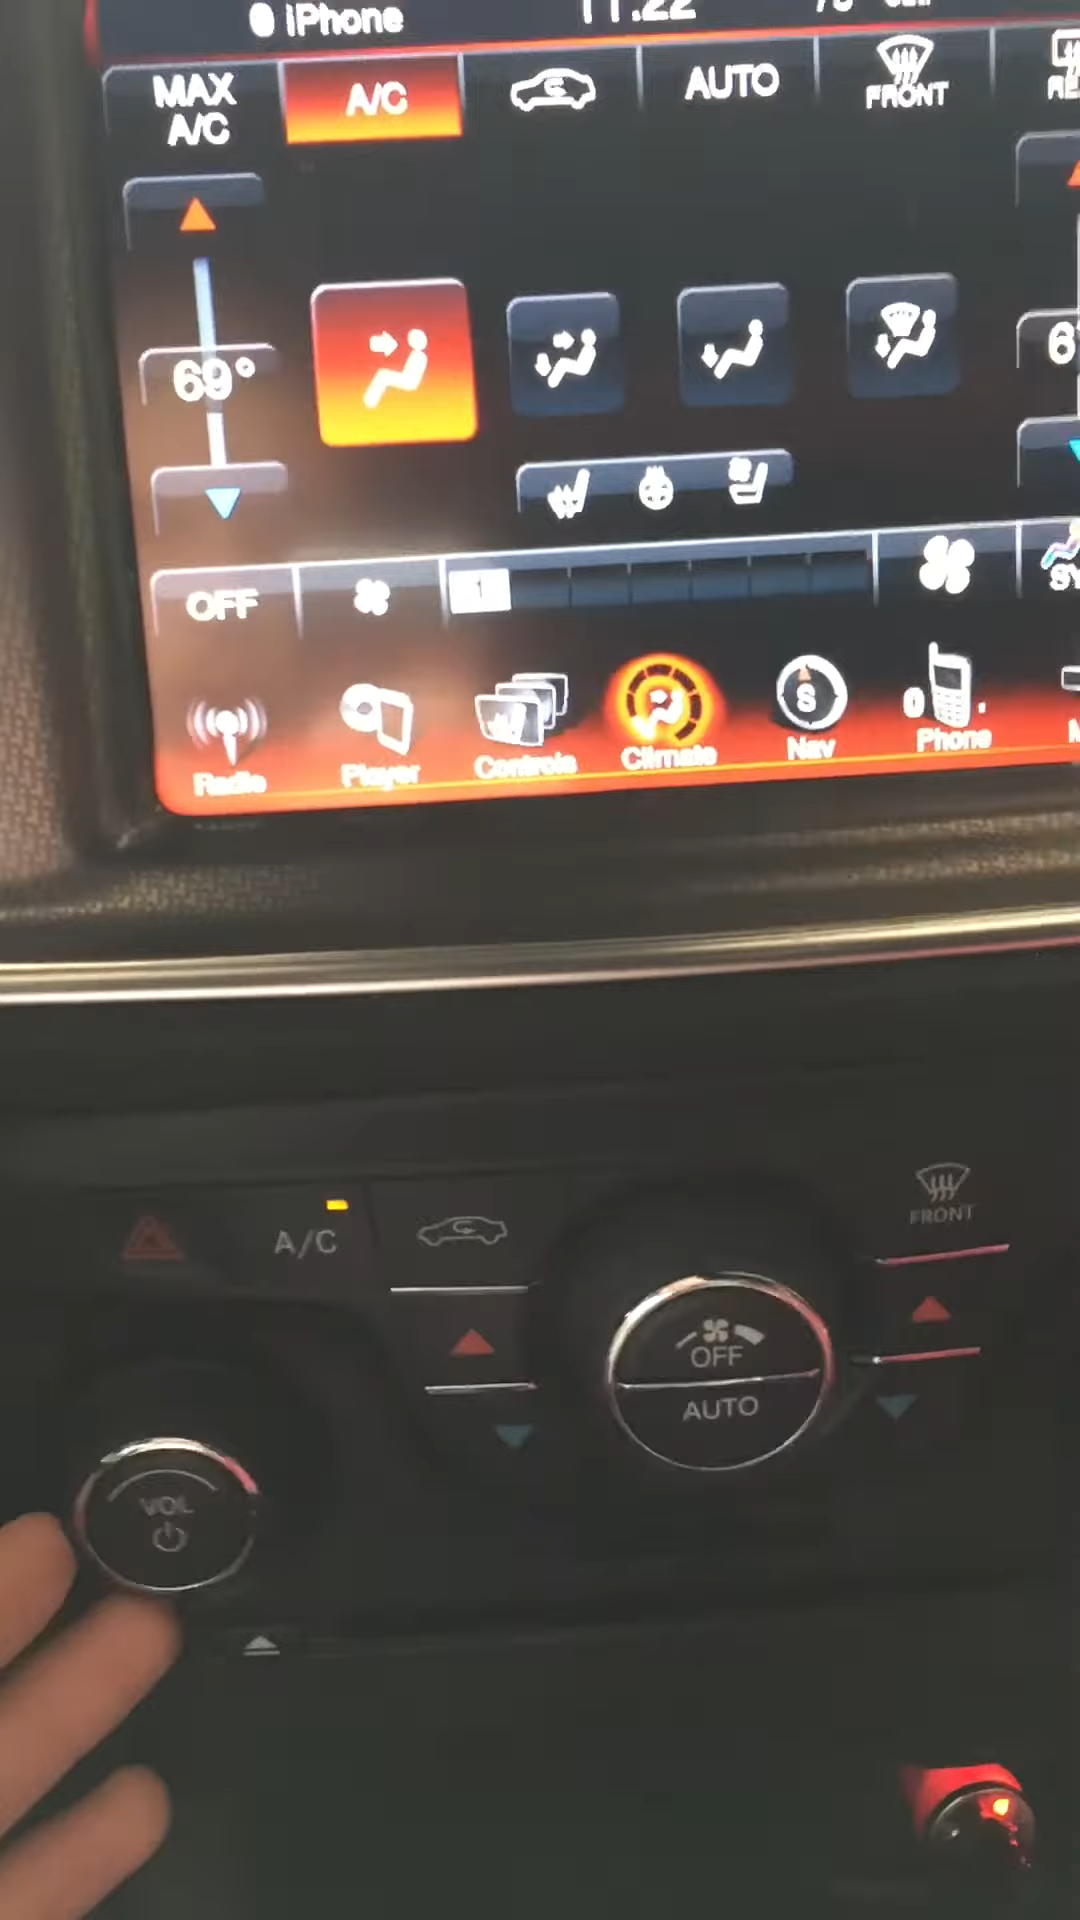 iPhone
11:22
MAX A/C
A/C
AUTO
FRONT
69°
OFF
Radio
Player
Controls
Climate
Nav
S
Phone
A/C
FRONT
OFF
AUTO
VOL